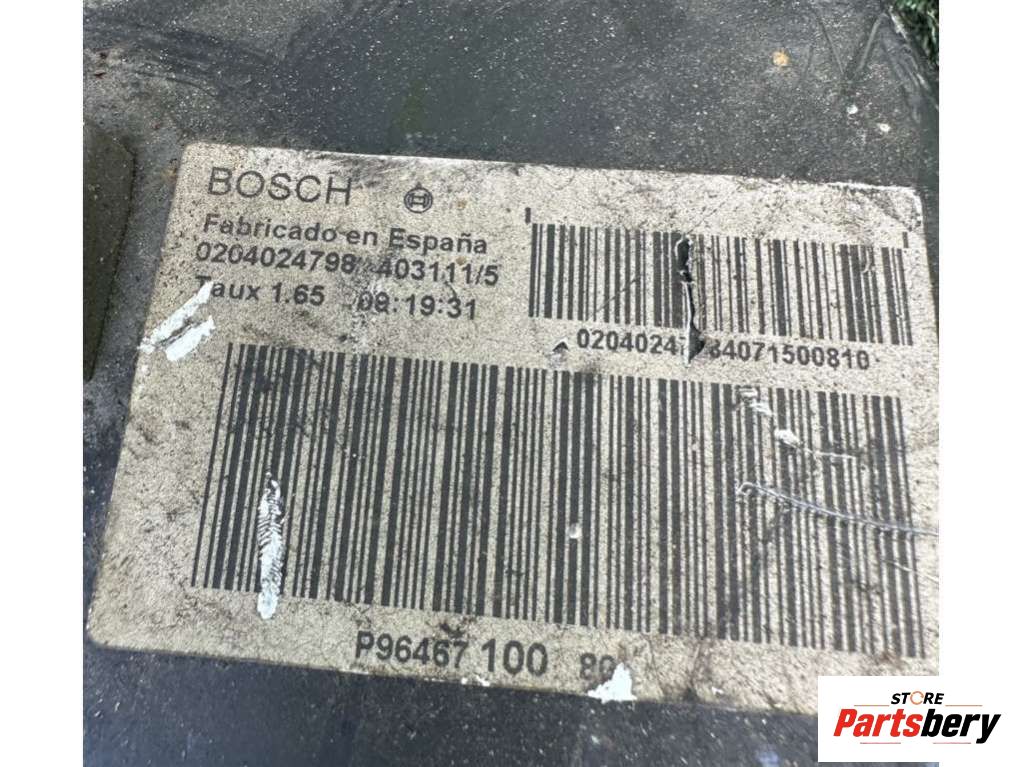 BOSCH
Fabricado en España
0204024798 403111/5
Taux 1.65 09:19:31
P96467 100
STORE
Partsbery